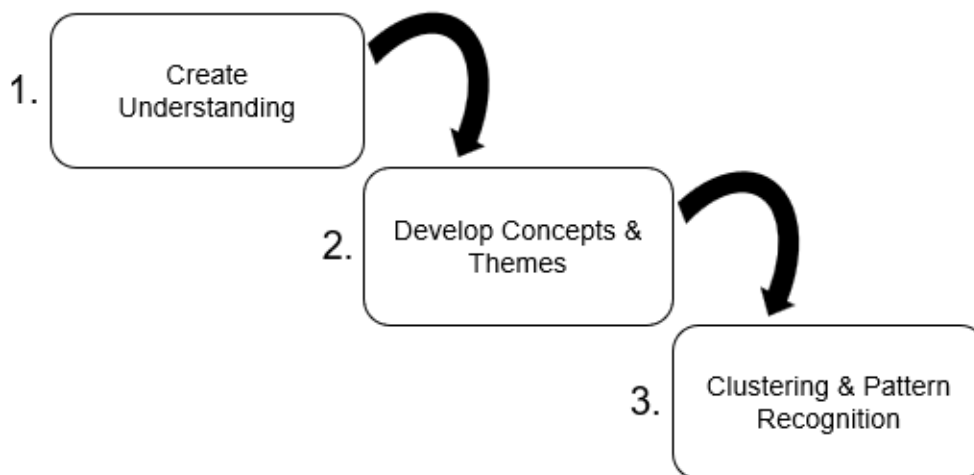 1.
Create
Understanding
2.
Develop Concepts &
Themes
3.
Clustering & Pattern
Recognition